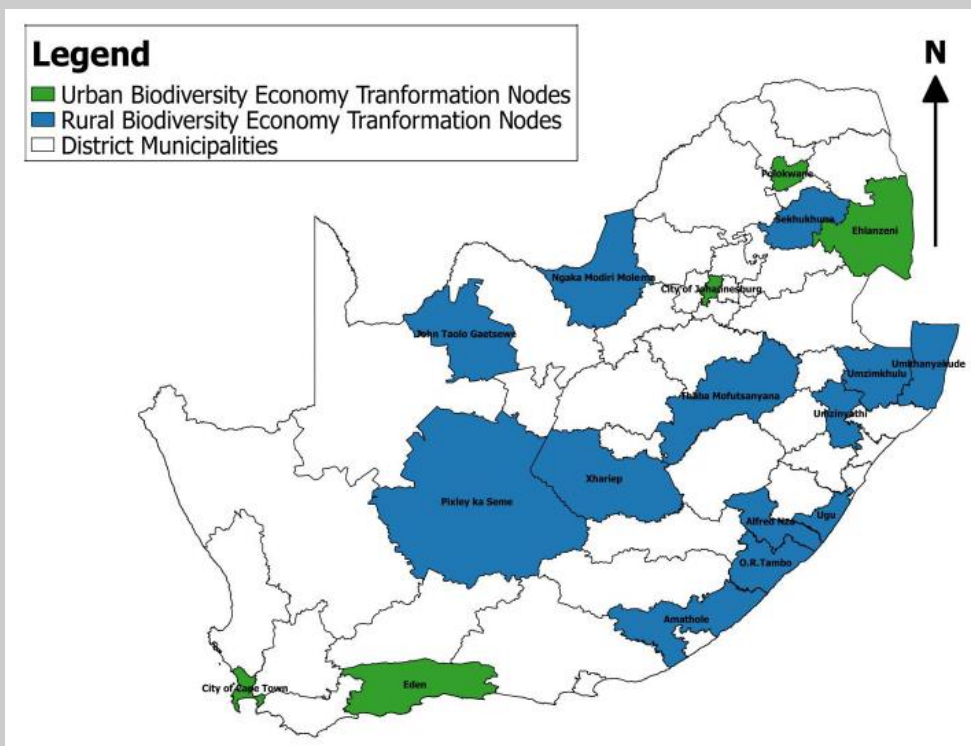 Legend
Urban Biodiversity Economy Tranformation Nodes
Rural Biodiversity Economy Tranformation Nodes
District Municipalities
N
Polokwane
Sekhukhune
Ehlanzeni
Ngaka Modiri Molema
City of Johannesburg
John Taolo Gaetsewe
Umkhanyakude
Umzimkhulu
Thaba Mofutsanyana
Umzinyathi
Xhariep
Pixley ka Seme
Ugu
Alfred Nzo
O.R.Tambo
Amathole
Eden
City of Cape Town